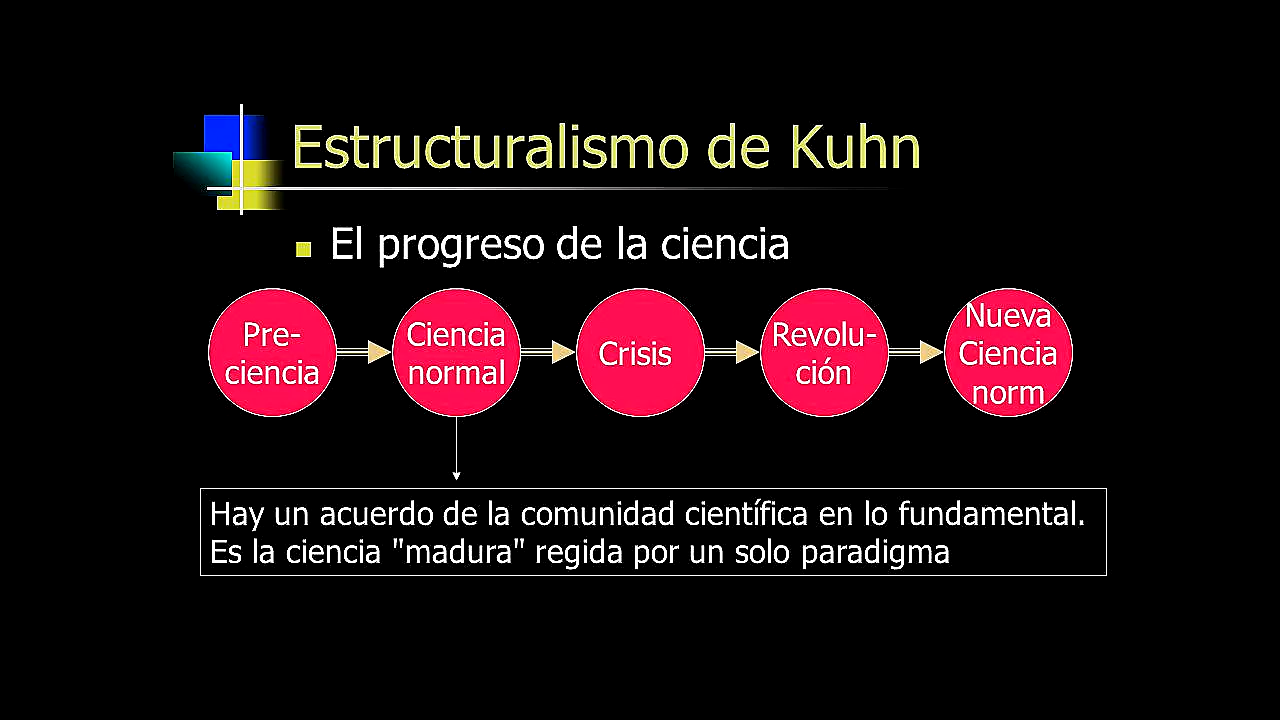 Estructuralismo de Kuhn
El progreso de la ciencia
Pre-
ciencia
Ciencia
normal
Crisis
Revolu-
ción
Nueva
Ciencia
norm
Hay un acuerdo de la comunidad científica en lo fundamental.
Es la ciencia "madura" regida por un solo paradigma